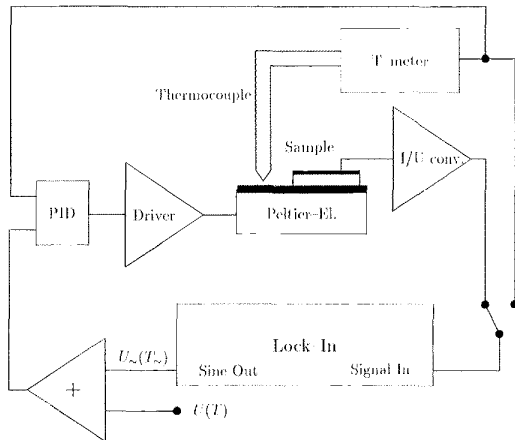 T-meter
Thermocouple
Sample
I/U conv.
PID
Driver
Peltier-El.
Lock-In
U~(T~)
Sine Out
Signal In
+
U(T)